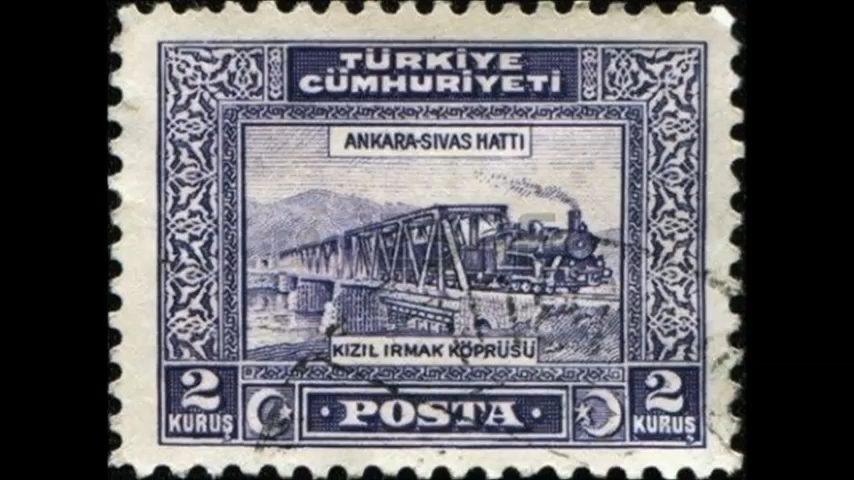 TÜRKİYE
CÜMHURİYETİ
ANKARA-SIVAS HATTI
KIZIL IRMAK KÖPRÜSÜ
2 KURUŞ
POSTA
2 KURUŞ